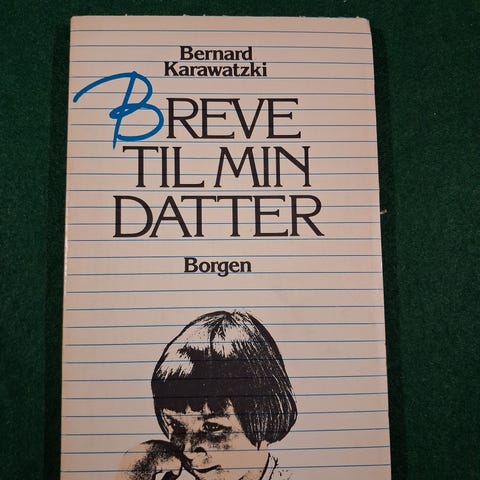 Bernard
Karawatzki
BREVE
TIL MIN
DATTER
Borgen